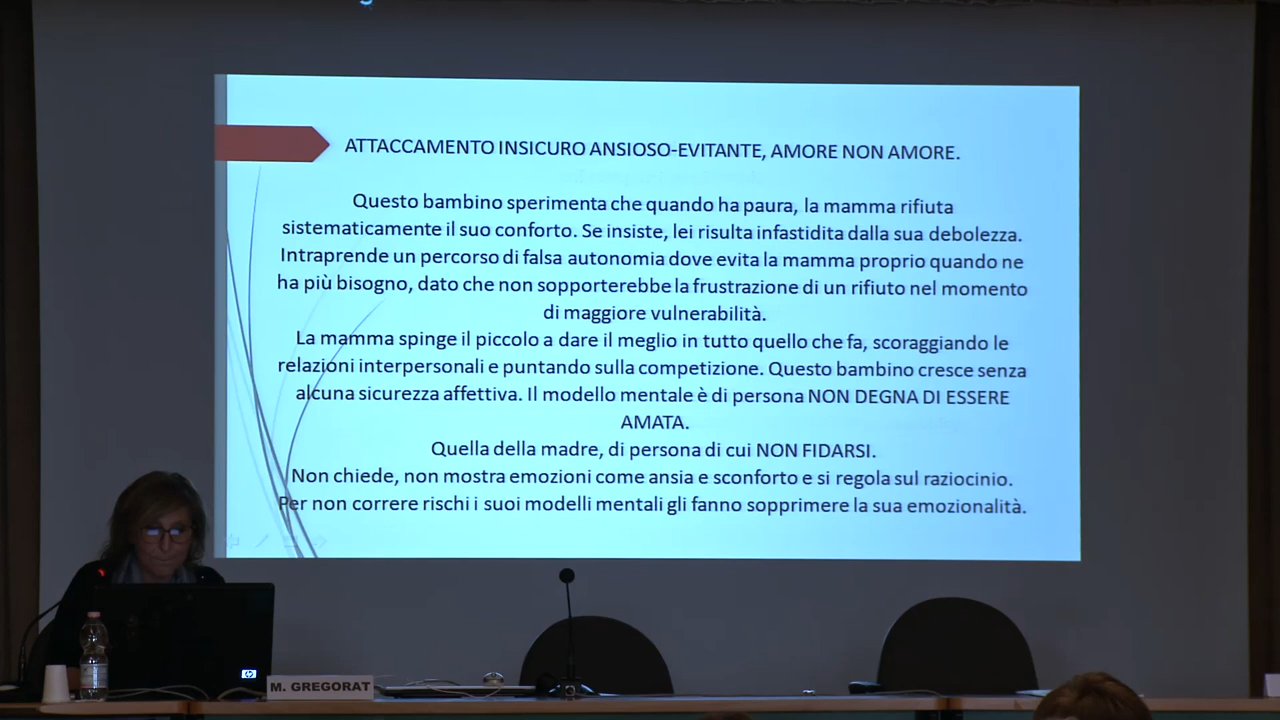 ATTACCAMENTO INSICURO ANSIOSO-EVITANTE, AMORE NON AMORE.
Questo bambino sperimenta che quando ha paura, la mamma rifiuta
sistematicamente il suo conforto. Se insiste, lei risulta infastidita dalla sua debolezza.
Intraprende un percorso di falsa autonomia dove evita la mamma proprio quando ne
ha più bisogno, dato che non sopporterebbe la frustrazione di un rifiuto nel momento
di maggiore vulnerabilità.
La mamma spinge il piccolo a dare il meglio in tutto quello che fa, scoraggiando le
relazioni interpersonali e puntando sulla competizione. Questo bambino cresce senza
alcuna sicurezza affettiva. Il modello mentale è di persona NON DEGNA DI ESSERE
AMATA.
Quella della madre, di persona di cui NON FIDARSI.
Non chiede, non mostra emozioni come ansia e sconforto e si regola sul raziocinio.
Per non correre rischi i suoi modelli mentali gli fanno sopprimere la sua emozionalità.
hp
M. GREGORAT